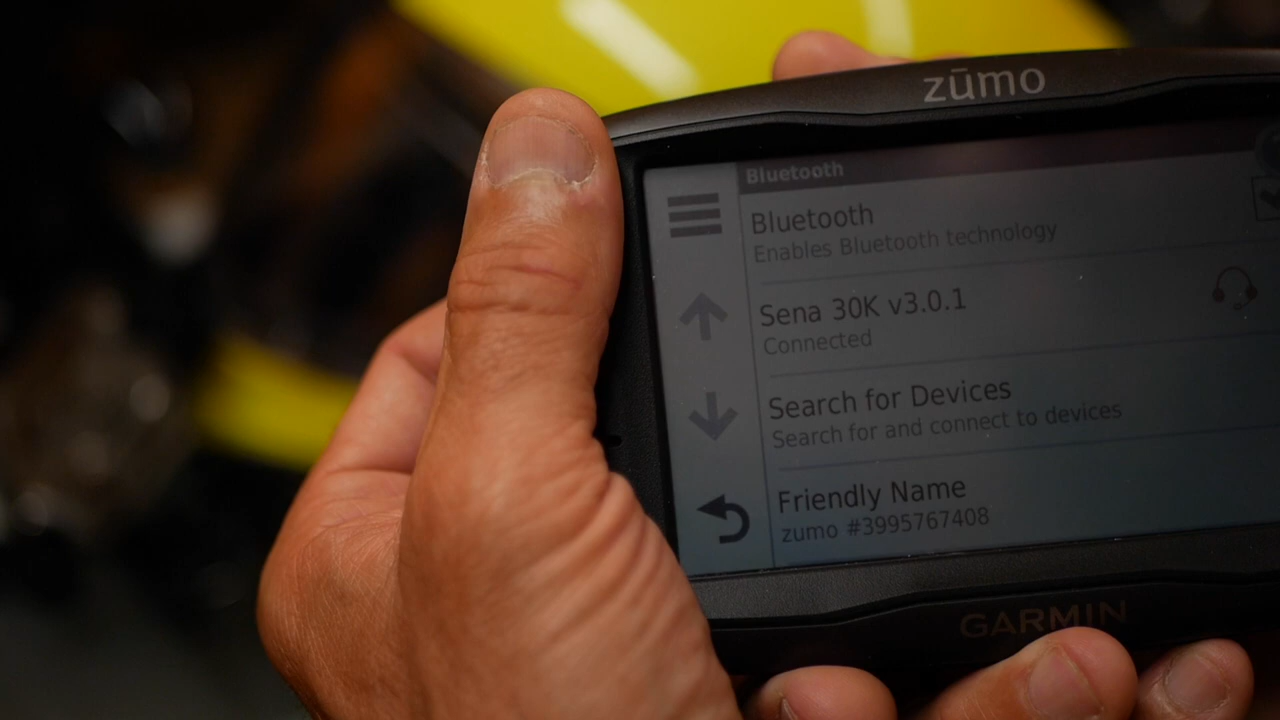 zūmo
Bluetooth
Bluetooth
Enables Bluetooth technology
Sena 30K v3.0.1
Connected
Search for Devices
Search for and connect to devices
Friendly Name
zumo #3995767408
GARMIN